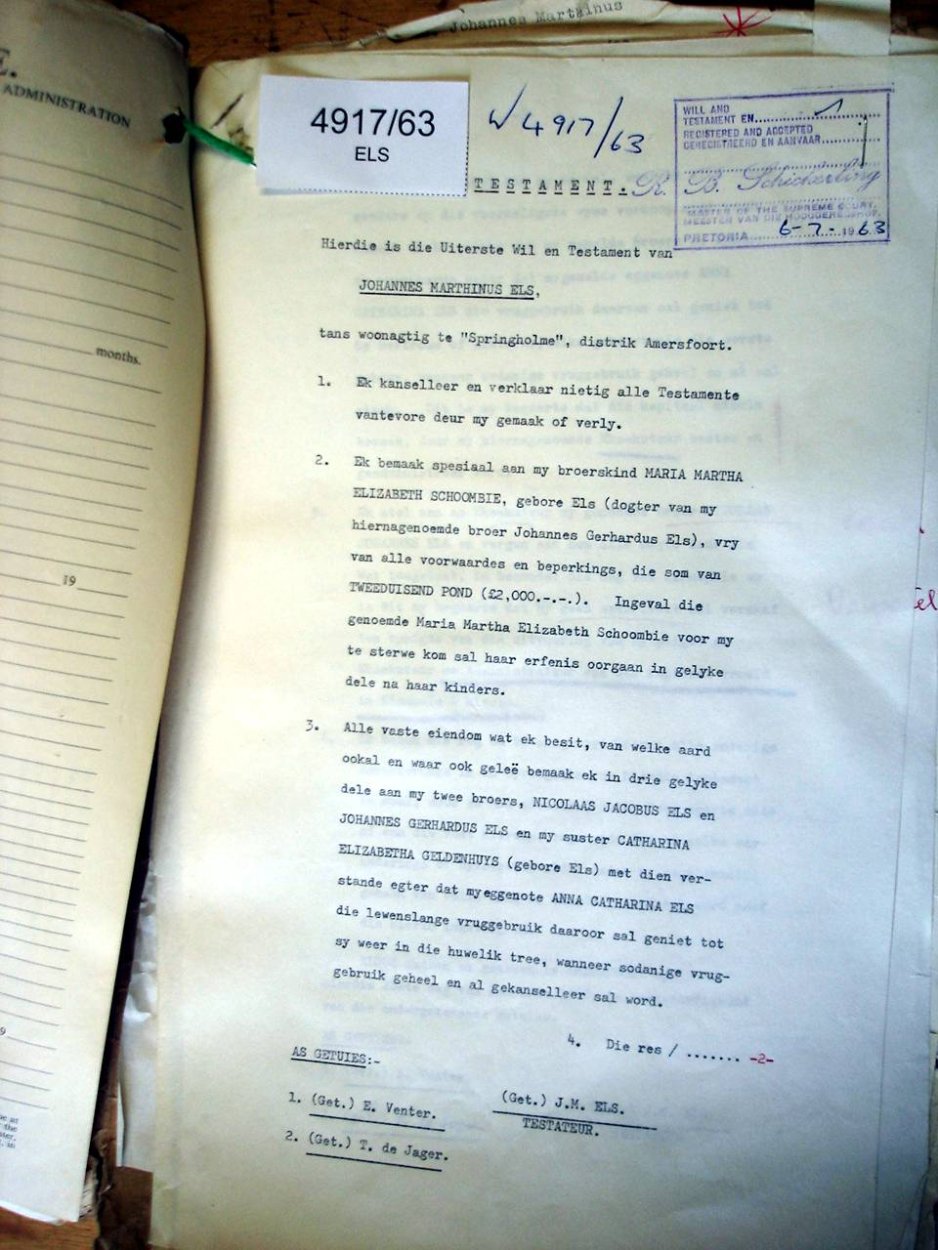 Johannes Martginus
E.
ADMINISTRATION
months.
19
9
4917/63
ELS
W 4917/63
WILL AND
TESTAMENT EN
REGISTERED AND ACCEPTED
GEREGISTREERD EN AANVAAR
R. B. Schickerling
MASTER OF THE SUPREME COURT,
MEESTER VAN DIE HOOGGEREGSHOF,
PRETORIA 6-7-1963
TESTAMENT.
Hierdie is die Uiterste Wil en Testament van
JOHANNES MARTHINUS ELS,
tans woonagtig te "Springholme", distrik Amersfoort.
1. Ek kanselleer en verklaar nietig alle Testamente
vantevore deur my gemaak of verly.
2. Ek bemaak spesiaal aan my broerskind MARIA MARTHA
ELIZABETH SCHOOMBIE, gebore Els (dogter van my
hiernagenoemde broer Johannes Gerhardus Els), vry
van alle voorwaardes en beperkings, die som van
TWEEDUISEND POND (£2,000.-.-.). Ingeval die
genoemde Maria Martha Elizabeth Schoombie voor my
te sterwe kom sal haar erfenis oorgaan in gelyke
dele na haar kinders.
3. Alle vaste eiendom wat ek besit, van welke aard
ookal en waar ook geleë bemaak ek in drie gelyke
dele aan my twee broers, NICOLAAS JACOBUS ELS en
JOHANNES GERHARDUS ELS en my suster CATHARINA
ELIZABETHA GELDENHUYS (gebore Els) met dien ver-
stande egter dat myeggenote ANNA CATHARINA ELS
die lewenslange vruggebruik daaroor sal geniet tot
sy weer in die huwelik tree, wanneer sodanige vrug-
gebruik geheel en al gekanselleer sal word.
4. Die res / ....... -2-
AS GETUIES:-
1. (Get.) E. Venter.
(Get.) J.M. ELS.
TESTATEUR.
2. (Get.) T. de Jager.